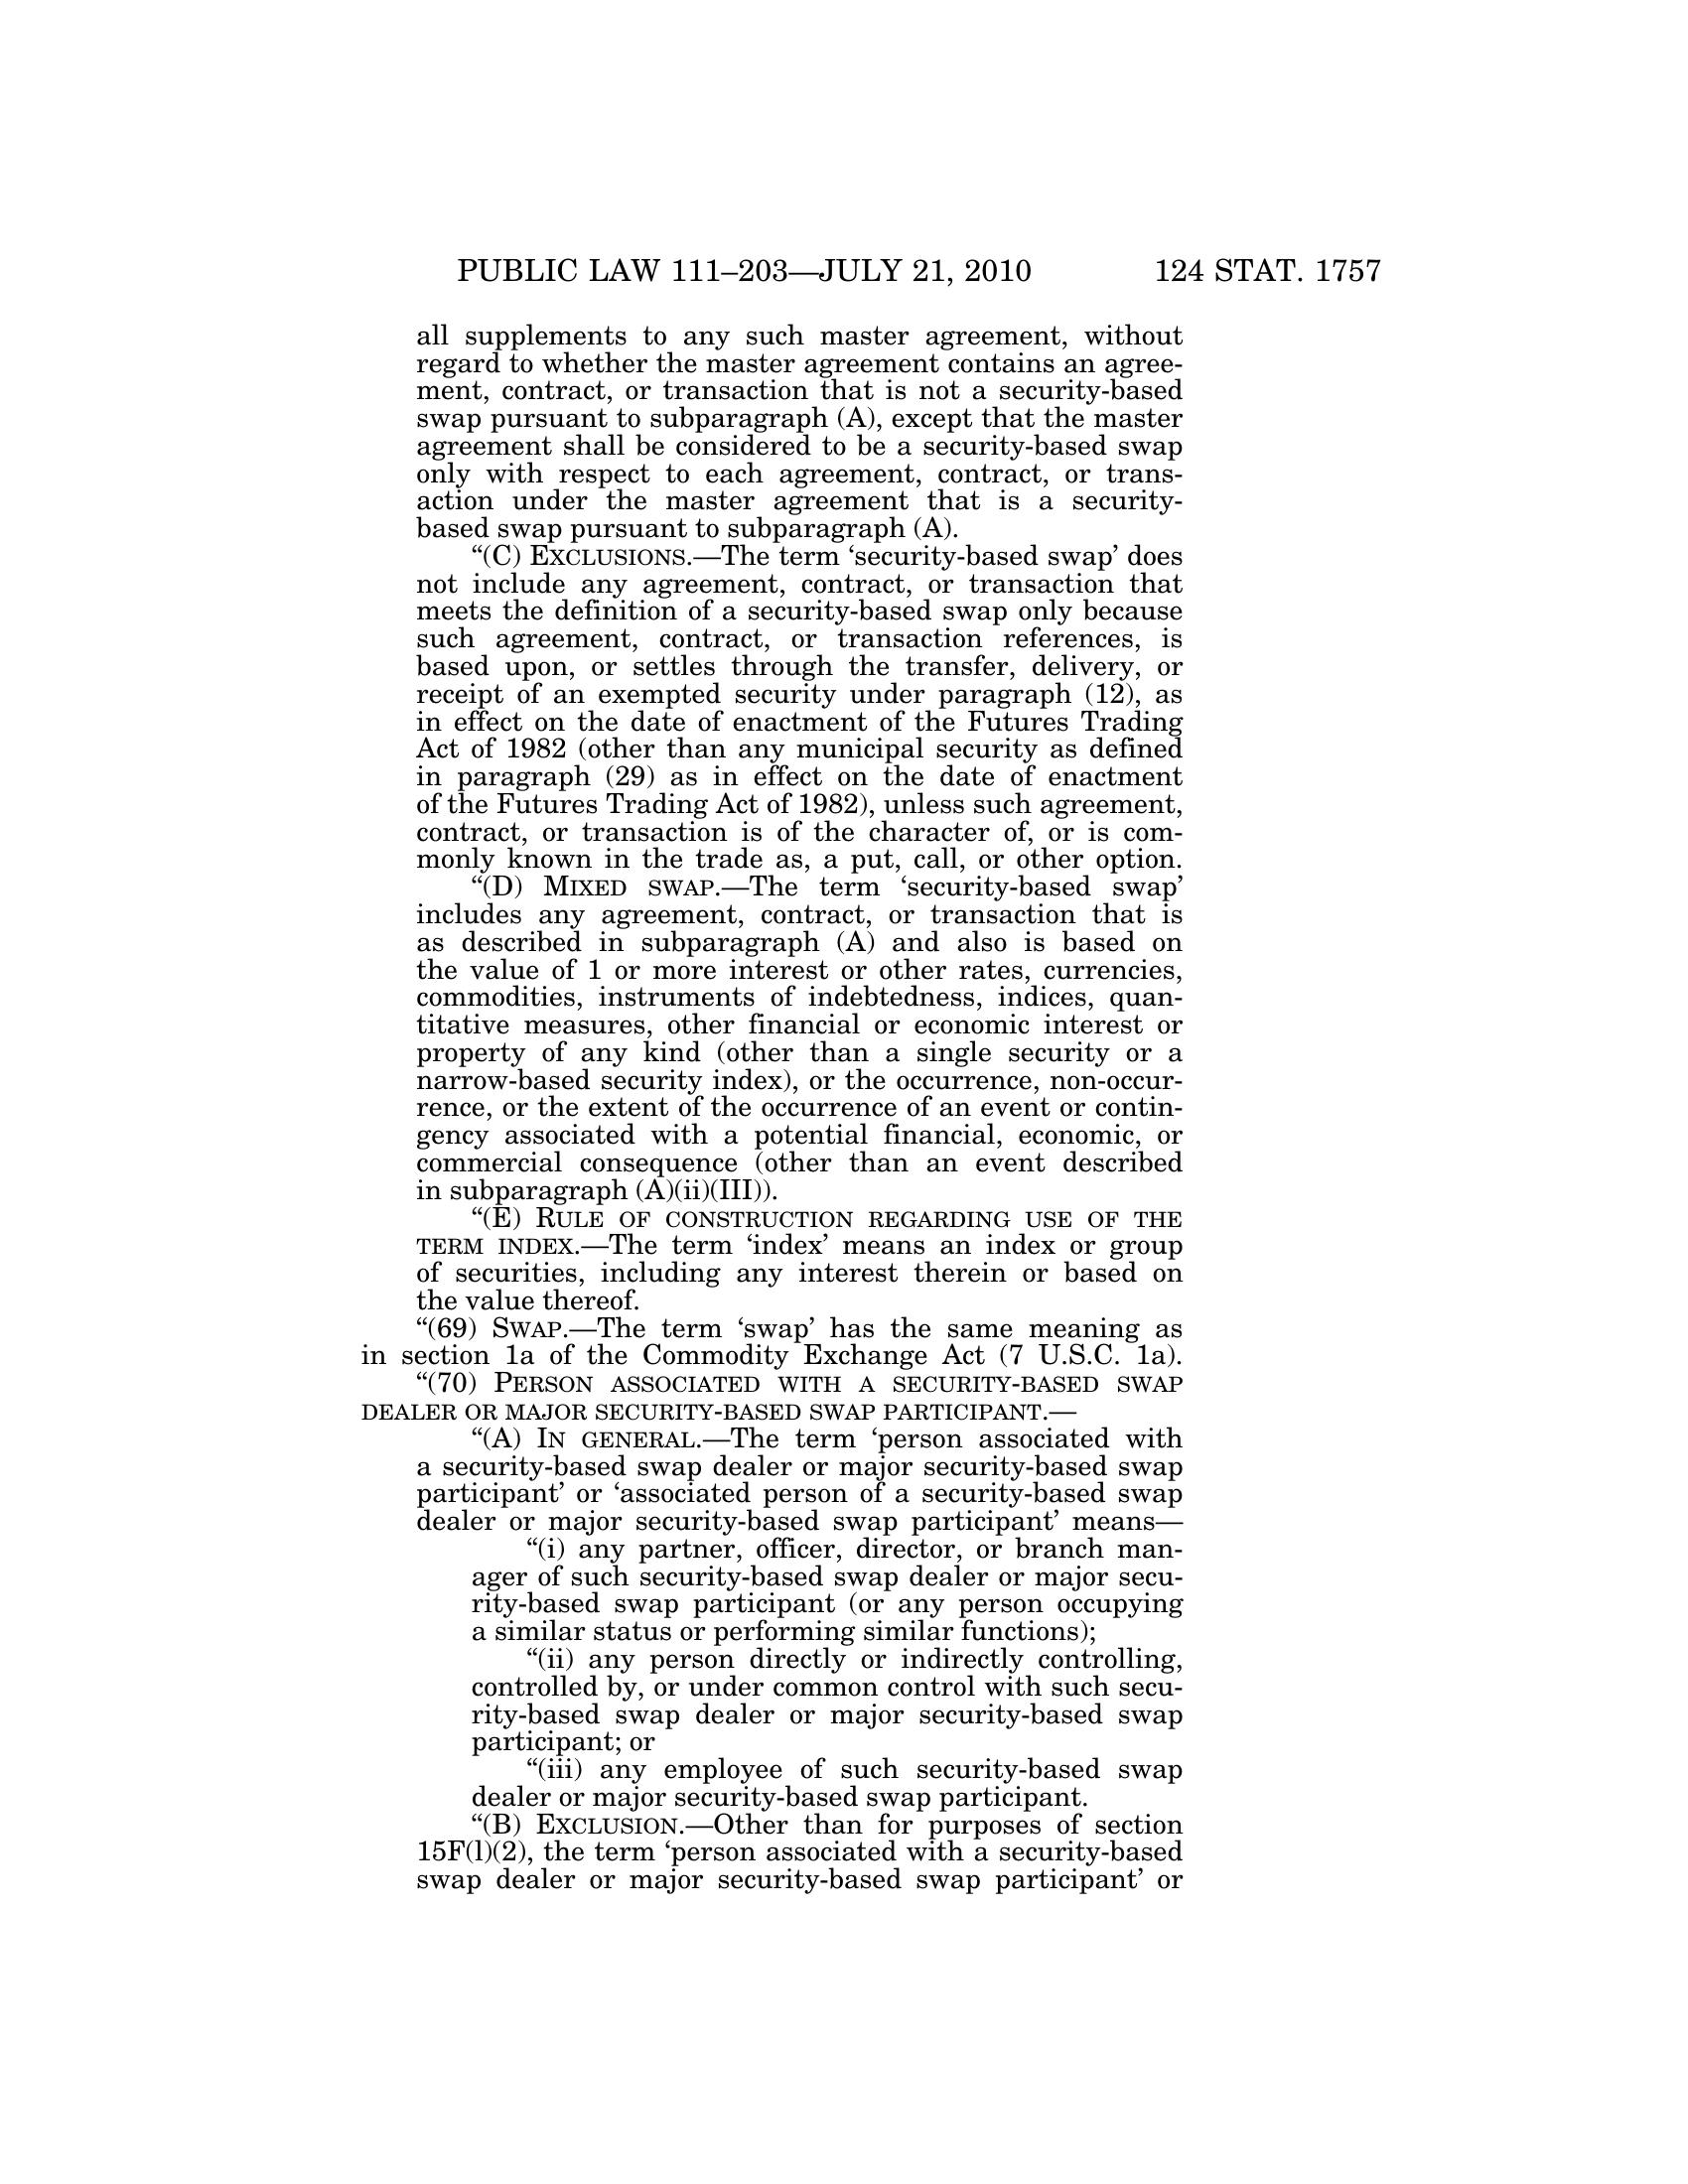 PUBLIC LAW 111–203—JULY 21, 2010 124 STAT. 1757
all supplements to any such master agreement, without
regard to whether the master agreement contains an agree-
ment, contract, or transaction that is not a security-based
swap pursuant to subparagraph (A), except that the master
agreement shall be considered to be a security-based swap
only with respect to each agreement, contract, or trans-
action under the master agreement that is a security-
based swap pursuant to subparagraph (A).
“(C) EXCLUSIONS.—The term ‘security-based swap’ does
not include any agreement, contract, or transaction that
meets the definition of a security-based swap only because
such agreement, contract, or transaction references, is
based upon, or settles through the transfer, delivery, or
receipt of an exempted security under paragraph (12), as
in effect on the date of enactment of the Futures Trading
Act of 1982 (other than any municipal security as defined
in paragraph (29) as in effect on the date of enactment
of the Futures Trading Act of 1982), unless such agreement,
contract, or transaction is of the character of, or is com-
monly known in the trade as, a put, call, or other option.
“(D) MIXED SWAP.—The term ‘security-based swap’
includes any agreement, contract, or transaction that is
as described in subparagraph (A) and also is based on
the value of 1 or more interest or other rates, currencies,
commodities, instruments of indebtedness, indices, quan-
titative measures, other financial or economic interest or
property of any kind (other than a single security or a
narrow-based security index), or the occurrence, non-occur-
rence, or the extent of the occurrence of an event or contin-
gency associated with a potential financial, economic, or
commercial consequence (other than an event described
in subparagraph (A)(ii)(III)).
“(E) RULE OF CONSTRUCTION REGARDING USE OF THE
TERM INDEX.—The term ‘index’ means an index or group
of securities, including any interest therein or based on
the value thereof.
“(69) SWAP.—The term ‘swap’ has the same meaning as
in section 1a of the Commodity Exchange Act (7 U.S.C. 1a).
“(70) PERSON ASSOCIATED WITH A SECURITY-BASED SWAP
DEALER OR MAJOR SECURITY-BASED SWAP PARTICIPANT.—
“(A) IN GENERAL.—The term ‘person associated with
a security-based swap dealer or major security-based swap
participant’ or ‘associated person of a security-based swap
dealer or major security-based swap participant’ means—
“(i) any partner, officer, director, or branch man-
ager of such security-based swap dealer or major secu-
rity-based swap participant (or any person occupying
a similar status or performing similar functions);
“(ii) any person directly or indirectly controlling,
controlled by, or under common control with such secu-
rity-based swap dealer or major security-based swap
participant; or
“(iii) any employee of such security-based swap
dealer or major security-based swap participant.
“(B) EXCLUSION.—Other than for purposes of section
15F(l)(2), the term ‘person associated with a security-based
swap dealer or major security-based swap participant’ or